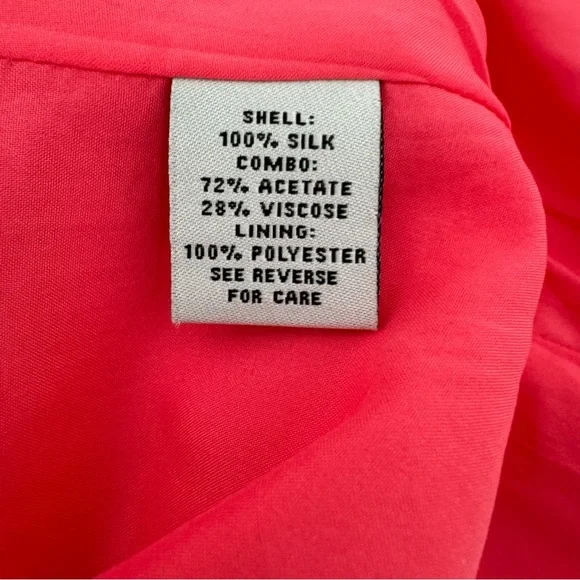 SHELL:
100% SILK
COMBO:
72% ACETATE
28% VISCOSE
LINING:
100% POLYESTER
SEE REVERSE
FOR CARE